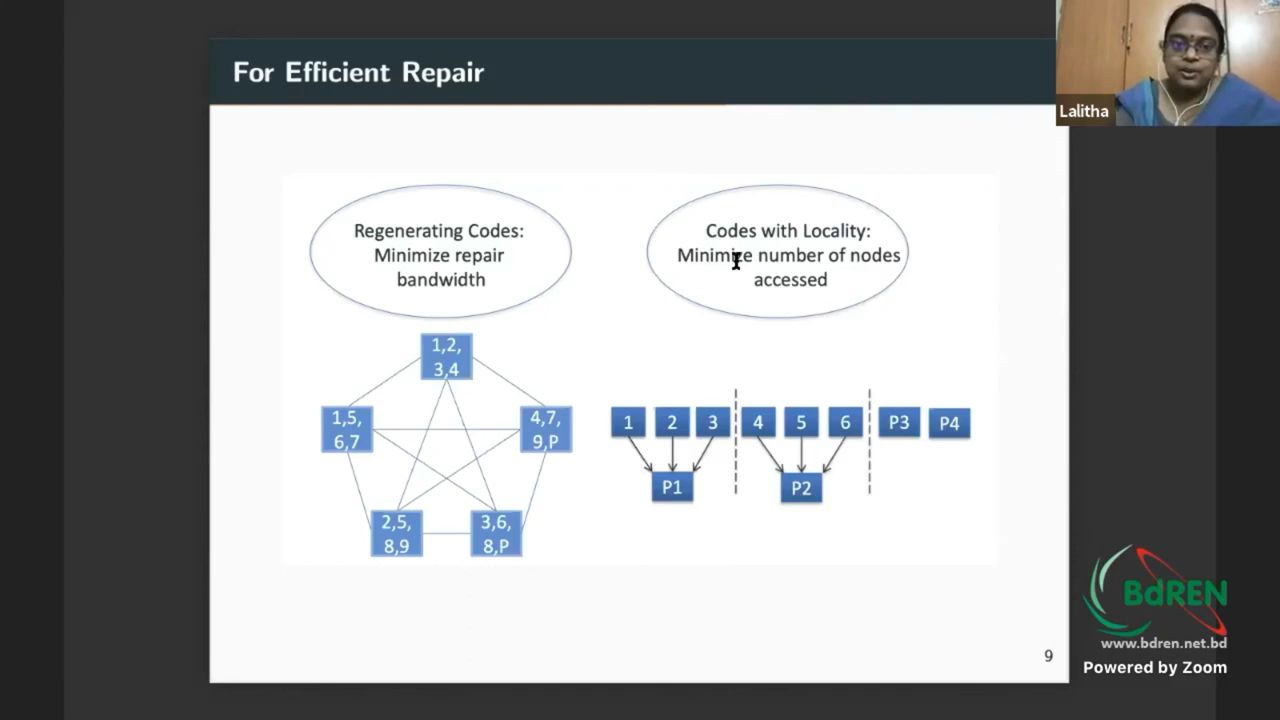 For Efficient Repair
Lalitha
Regenerating Codes:
Minimize repair
bandwidth
Codes with Locality:
Minimize number of nodes
accessed
1,2,
3,4
1,5,
6,7
4,7,
9,P
2,5,
8,9
3,6,
8,P
1 2 3 4 5 6 P3 P4
P1 P2
BdREN
www.bdren.net.bd
Powered by Zoom
9